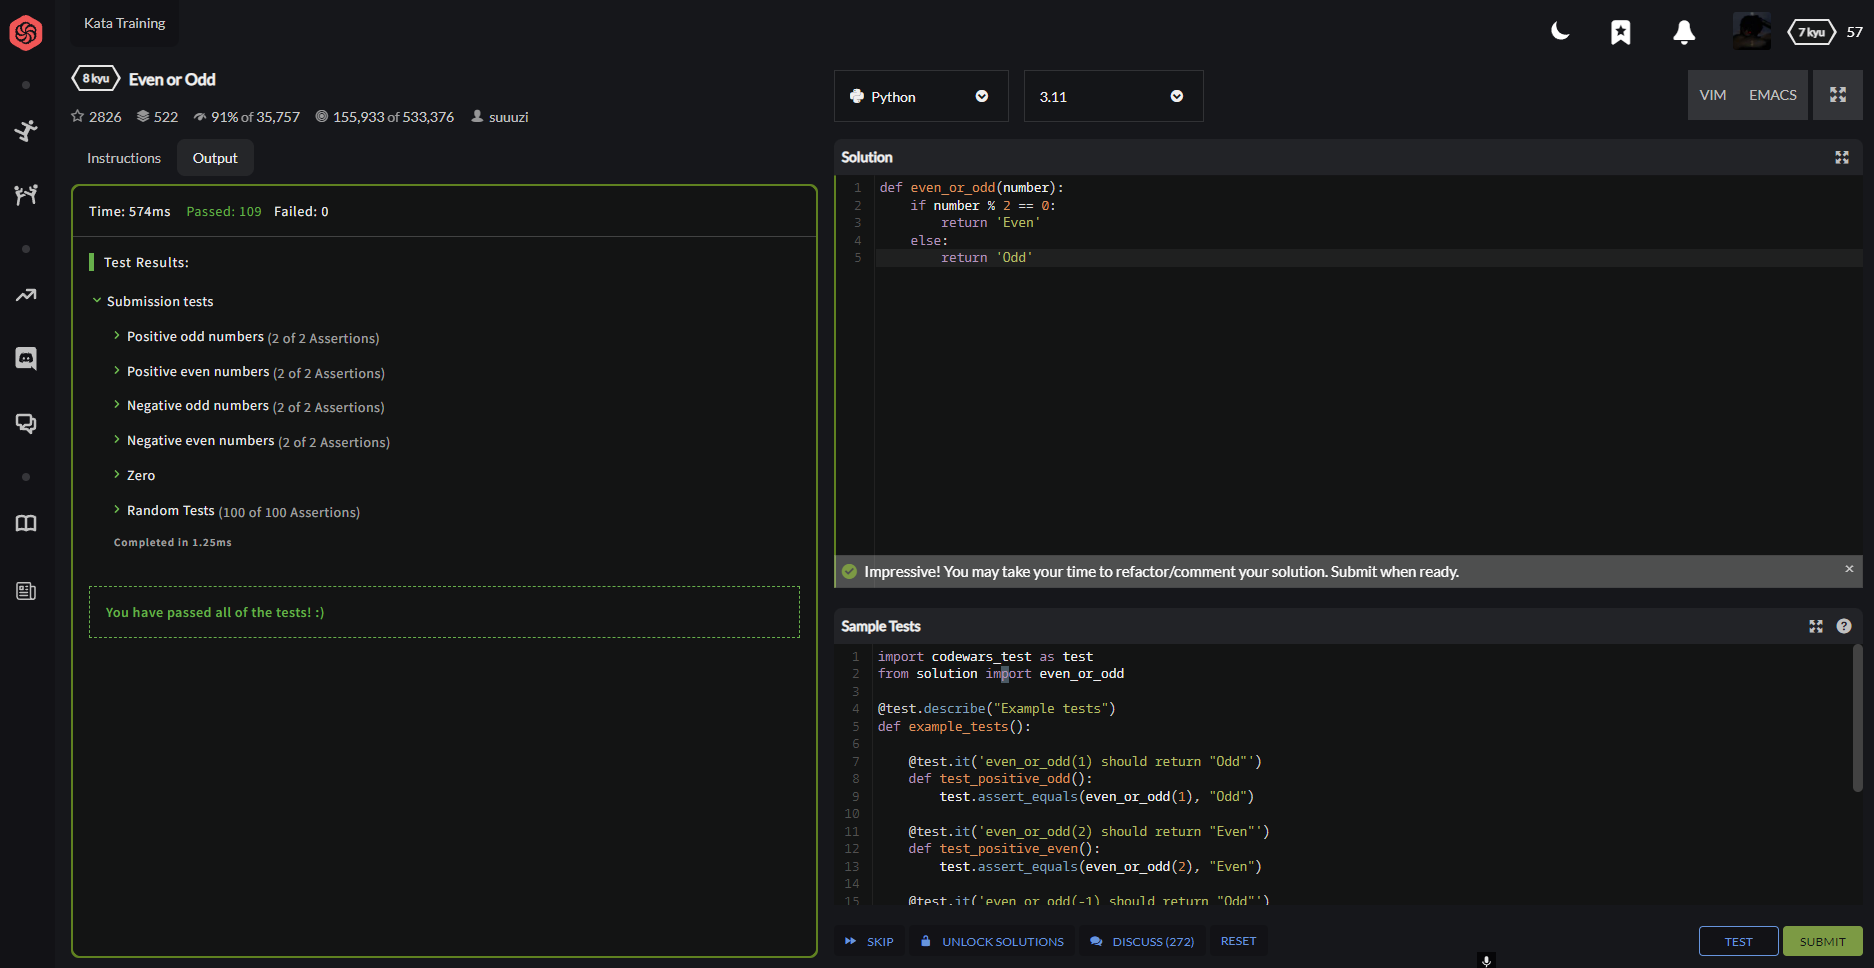 Kata Training
7 kyu 57
8 kyu Even or Odd
2826 522 91% of 35,757 155,933 of 533,376 suuuzi
Instructions Output
Time: 574ms Passed: 109 Failed: 0
Test Results:
Submission tests
Positive odd numbers (2 of 2 Assertions)
Positive even numbers (2 of 2 Assertions)
Negative odd numbers (2 of 2 Assertions)
Negative even numbers (2 of 2 Assertions)
Zero
Random Tests (100 of 100 Assertions)
Completed in 1.25ms
You have passed all of the tests! :)
Python 3.11
VIM EMACS
Solution
1 def even_or_odd(number):
2 if number % 2 == 0:
3 return 'Even'
4 else:
5 return 'Odd'
Impressive! You may take your time to refactor/comment your solution. Submit when ready. ×
Sample Tests ?
1 import codewars_test as test
2 from solution import even_or_odd
3
4 @test.describe("Example tests")
5 def example_tests():
6
7 @test.it('even_or_odd(1) should return "Odd"')
8 def test_positive_odd():
9 test.assert_equals(even_or_odd(1), "Odd")
10
11 @test.it('even_or_odd(2) should return "Even"')
12 def test_positive_even():
13 test.assert_equals(even_or_odd(2), "Even")
14
15 @test.it('even_or_odd(-1) should return "Odd"')
SKIP UNLOCK SOLUTIONS DISCUSS (272) RESET
TEST SUBMIT